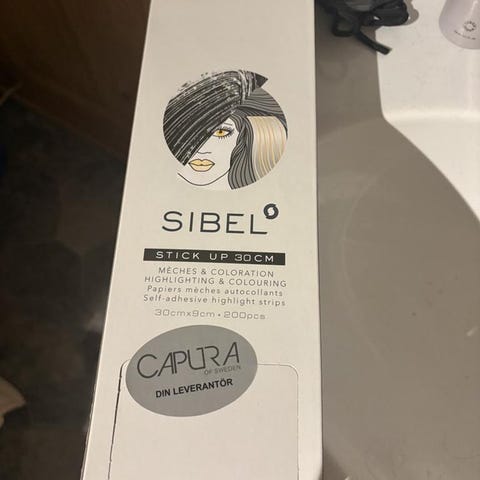 SIBEL
STICK UP 30CM
MÈCHES & COLORATION
HIGHLIGHTING & COLOURING
Papiers mèches autocollants
Self-adhesive highlight strips
30cmx9cm • 200pcs
CAPURA
OF SWEDEN
DIN LEVERANTÖR